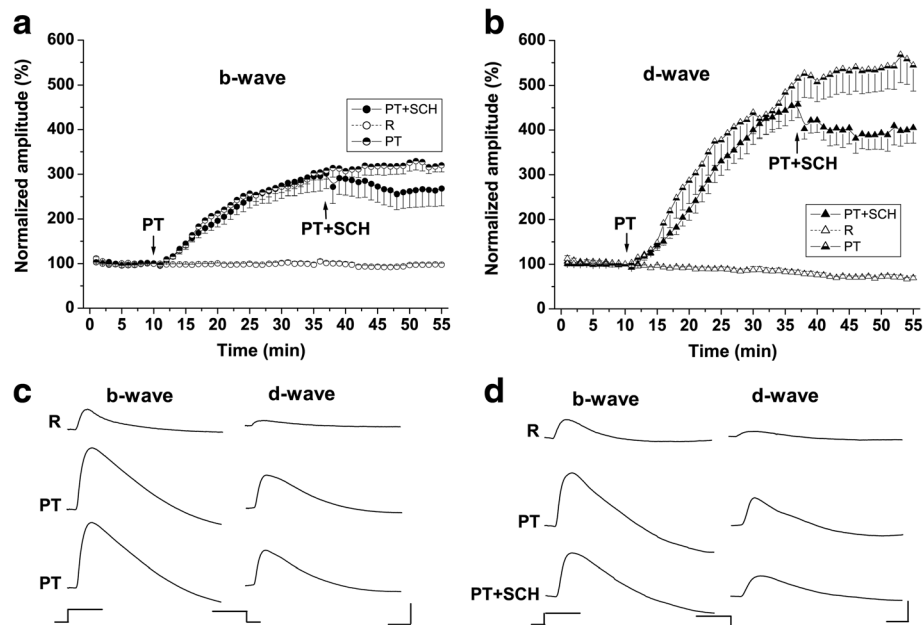 a
b-wave
Normalized amplitude (%)
600
500
400
300
200
100
0
PT+SCH
R
PT
PT
PT+SCH
0 5 10 15 20 25 30 35 40 45 50 55
Time (min)
b
d-wave
Normalized amplitude (%)
600
500
400
300
200
100
0
PT
PT+SCH
PT+SCH
R
PT
0 5 10 15 20 25 30 35 40 45 50 55
Time (min)
c
b-wave d-wave
R
PT
PT
d
b-wave d-wave
R
PT
PT+SCH